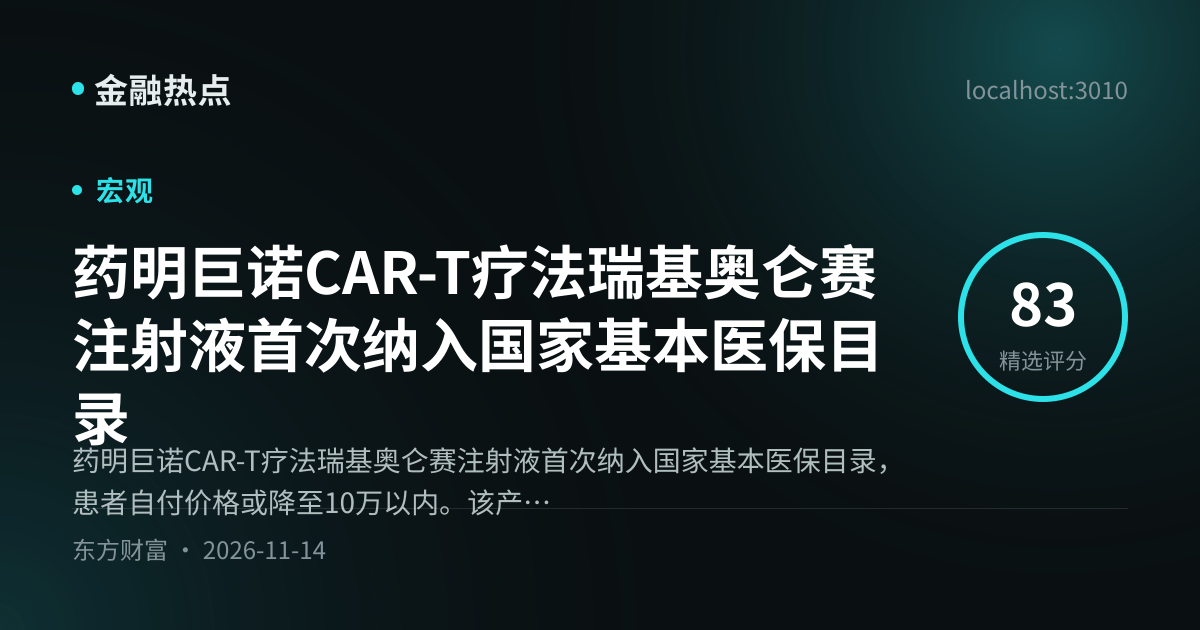 金融热点
localhost:3010
宏观
药明巨诺CAR-T疗法瑞基奥仑赛
注射液首次纳入国家基本医保目
录
83
精选评分
药明巨诺CAR-T疗法瑞基奥仑赛注射液首次纳入国家基本医保目录，
患者自付价格或降至10万以内。该产…
东方财富 · 2026-11-14